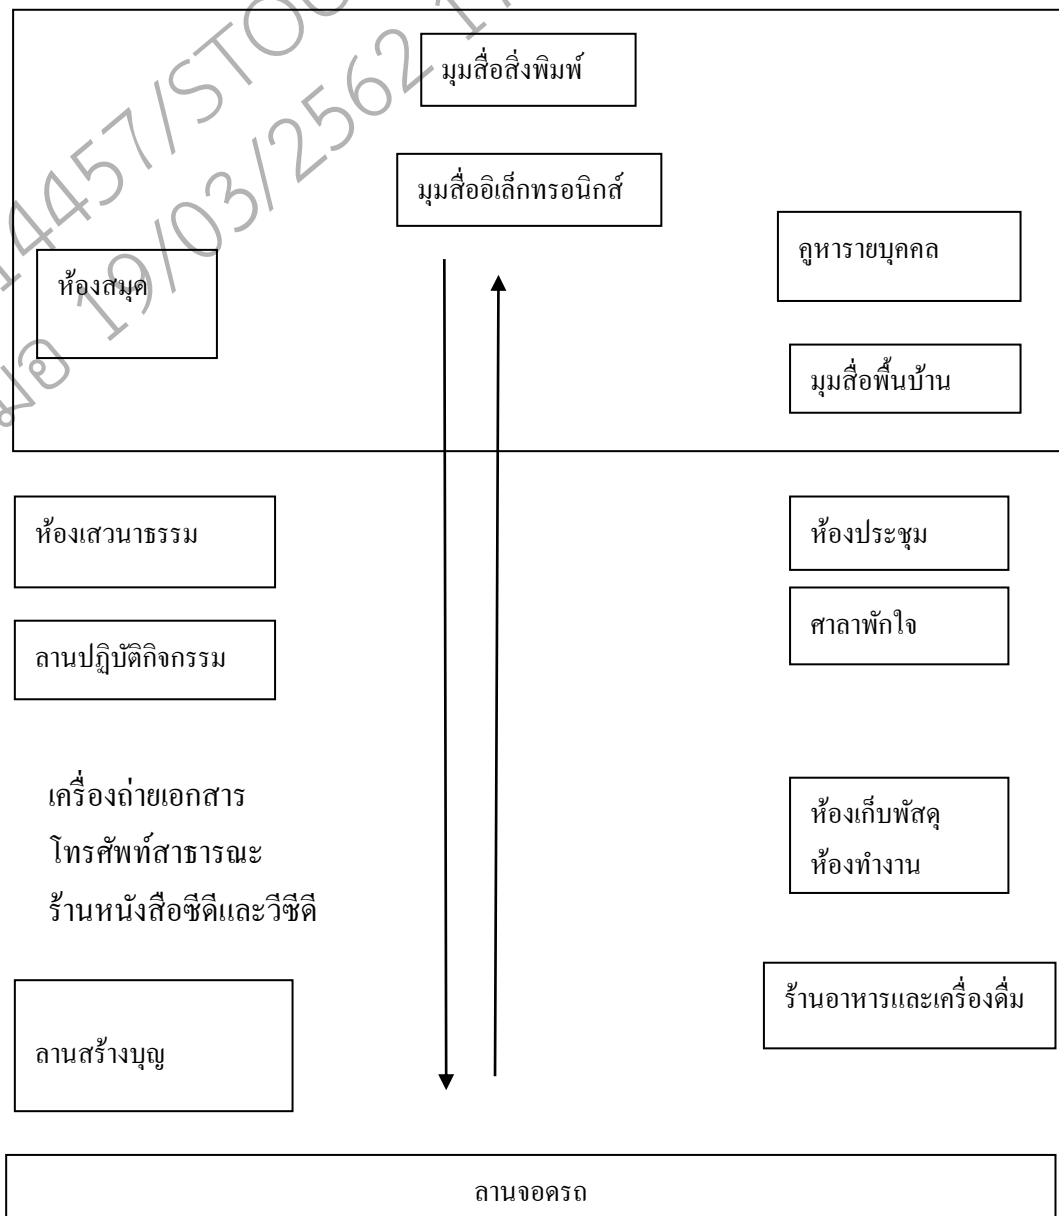 มุมสื่อสิ่งพิมพ์
มุมสื่ออิเล็กทรอนิกส์
คูหารายบุคคล
ห้องสมุด
มุมสื่อพื้นบ้าน
ห้องเสวนาธรรม
ห้องประชุม
ศาลาพักใจ
ลานปฏิบัติกิจกรรม
เครื่องถ่ายเอกสาร
โทรศัพท์สาธารณะ
ร้านหนังสือซีดีและวีซีดี
ห้องเก็บพัสดุ
ห้องทำงาน
ร้านอาหารและเครื่องดื่ม
ลานสร้างบุญ
ลานจอดรถ
14457/STOU
มื่อ 19/03/2562 1